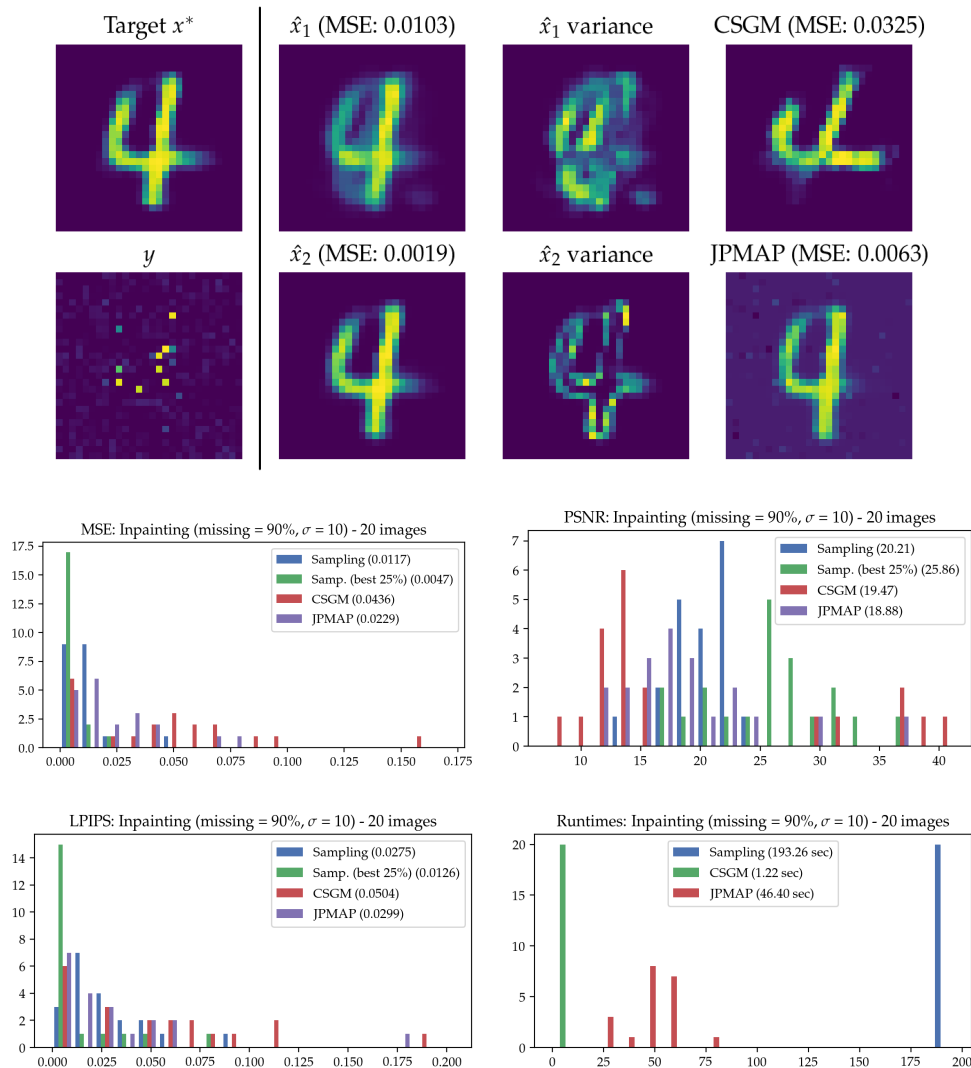 Target x*
x̂₁ (MSE: 0.0103)
x̂₁ variance
CSGM (MSE: 0.0325)
y
x̂₂ (MSE: 0.0019)
x̂₂ variance
JPMAP (MSE: 0.0063)
MSE: Inpainting (missing = 90%, σ = 10) - 20 images
17.5
15.0
12.5
10.0
7.5
5.0
2.5
0.0
Sampling (0.0117)
Samp. (best 25%) (0.0047)
CSGM (0.0436)
JPMAP (0.0229)
0.000 0.025 0.050 0.075 0.100 0.125 0.150 0.175
PSNR: Inpainting (missing = 90%, σ = 10) - 20 images
7
6
5
4
3
2
1
0
Sampling (20.21)
Samp. (best 25%) (25.86)
CSGM (19.47)
JPMAP (18.88)
10 15 20 25 30 35 40
LPIPS: Inpainting (missing = 90%, σ = 10) - 20 images
14
12
10
8
6
4
2
0
Sampling (0.0275)
Samp. (best 25%) (0.0126)
CSGM (0.0504)
JPMAP (0.0299)
0.000 0.025 0.050 0.075 0.100 0.125 0.150 0.175 0.200
Runtimes: Inpainting (missing = 90%, σ = 10) - 20 images
20
15
10
5
0
Sampling (193.26 sec)
CSGM (1.22 sec)
JPMAP (46.40 sec)
0 25 50 75 100 125 150 175 200